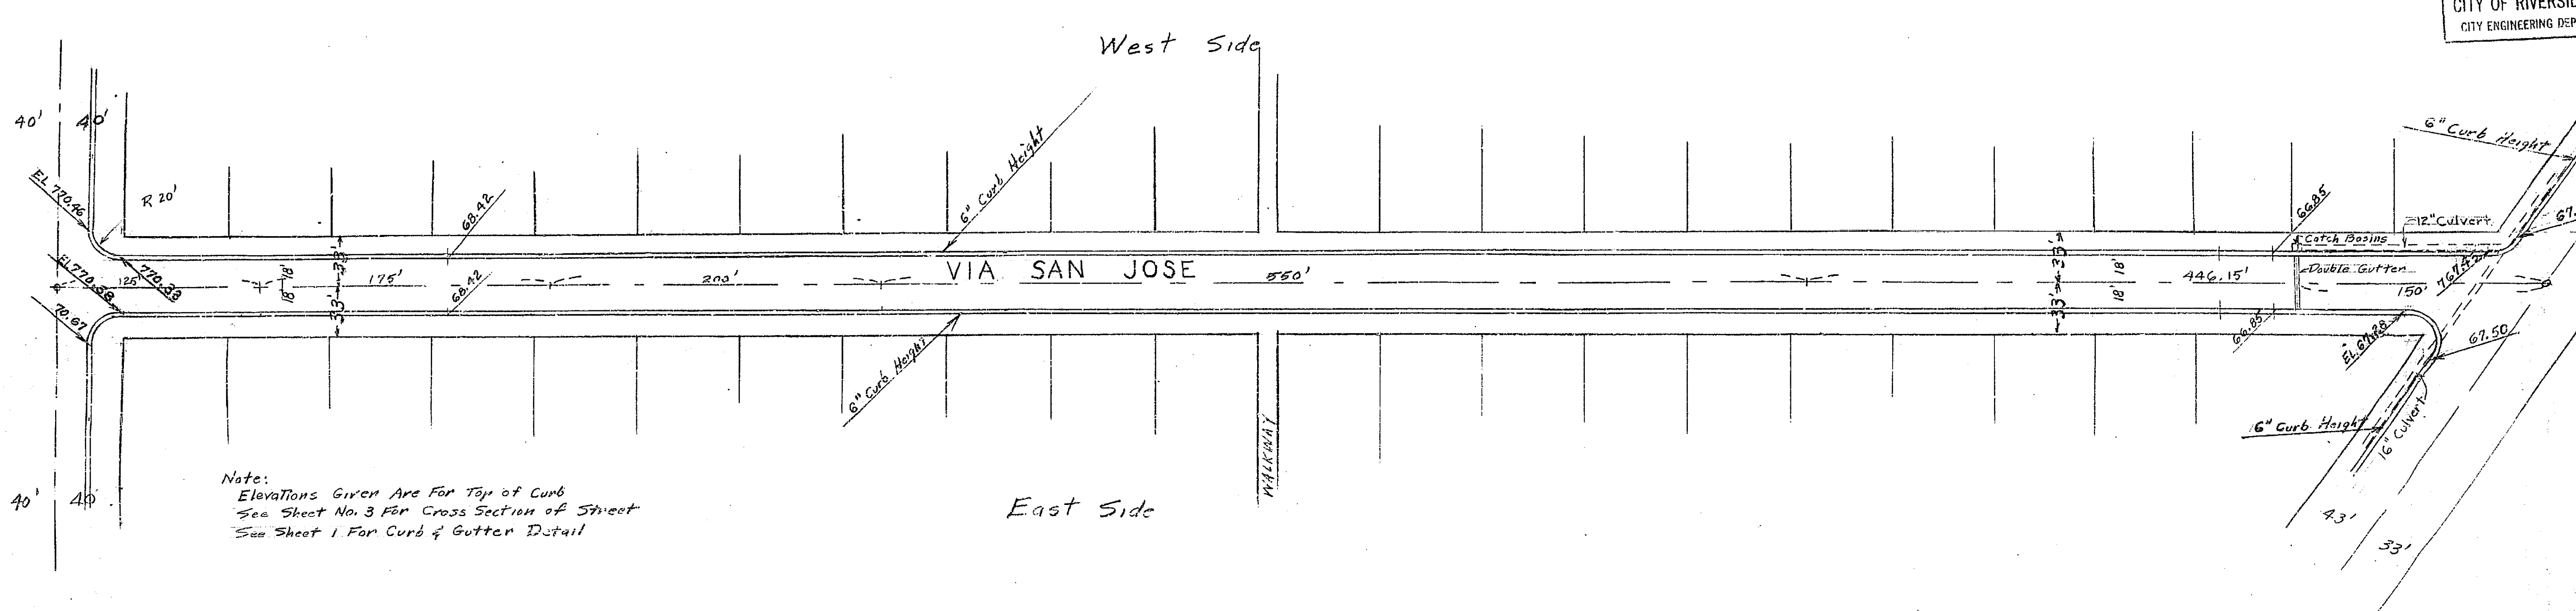 CITY OF RIVERSID
CITY ENGINEERING DEP
West Side
40'
40'
6" Curb Height
6" Curb Height
EL 770.46
R 20'
68.42
66.85
12" Culvert
67.
Catch Basins
33'
33'
EL 770.58
770.33
125'
18'
18'
175'
200'
VIA SAN JOSE
550'
33'
33'
18'
18'
446.15'
Double Gutter
150'
767.42
68.42
70.67
6" Curb Height
66.85
EL 67.28
67.50
6" Curb Height
16" Culvert
WALKWAY
Note:
Elevations Given Are For Top of Curb
See Sheet No. 3 For Cross Section of Street
See Sheet 1 For Curb & Gutter Detail
40'
40'
East Side
43'
33'